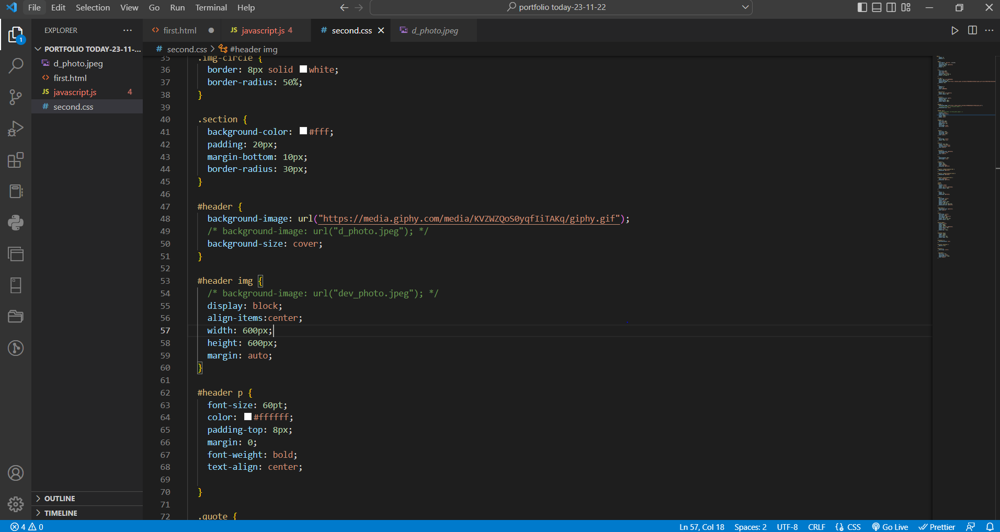 File Edit Selection View Go Run Terminal Help
portfolio today-23-11-22
EXPLORER
first.html
JS javascript.js 4
# second.css
d_photo.jpeg
PORTFOLIO TODAY-23-11-...
# second.css > #header img
1
d_photo.jpeg
first.html
JS javascript.js 4
# second.css
35 .img-circle {
36 border: 8px solid white;
37 border-radius: 50%;
38 }
39
40 .section {
41 background-color: #fff;
42 padding: 20px;
43 margin-bottom: 10px;
44 border-radius: 30px;
45 }
46
47 #header {
48 background-image: url("https://media.giphy.com/media/KVZWZQoS0yqfIiTAKq/giphy.gif");
49 /* background-image: url("d_photo.jpeg"); */
50 background-size: cover;
51 }
52
53 #header img {
54 /* background-image: url("dev_photo.jpeg"); */
55 display: block;
56 align-items:center;
57 width: 600px;
58 height: 600px;
59 margin: auto;
60 }
61
62 #header p {
63 font-size: 60pt;
64 color: #ffffff;
65 padding-top: 8px;
66 margin: 0;
67 font-weight: bold;
68 text-align: center;
69
70 }
71
72 .quote {
OUTLINE
TIMELINE
4 0
Ln 57, Col 18 Spaces: 2 UTF-8 CRLF {} CSS Go Live Prettier